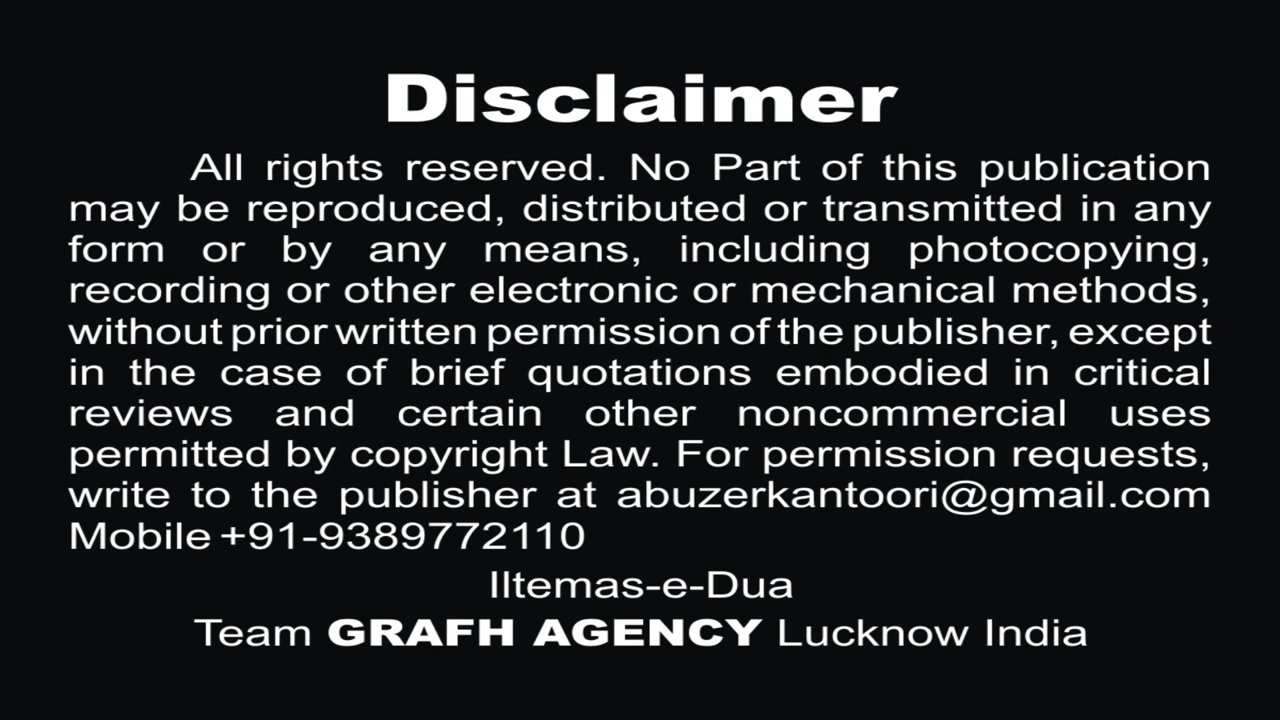 Disclaimer
All rights reserved. No Part of this publication
may be reproduced, distributed or transmitted in any
form or by any means, including photocopying,
recording or other electronic or mechanical methods,
without prior written permission of the publisher, except
in the case of brief quotations embodied in critical
reviews and certain other noncommercial uses
permitted by copyright Law. For permission requests,
write to the publisher at abuzerkantoori@gmail.com
Mobile +91-9389772110
IItemas-e-Dua
Team GRAFH AGENCY Lucknow India